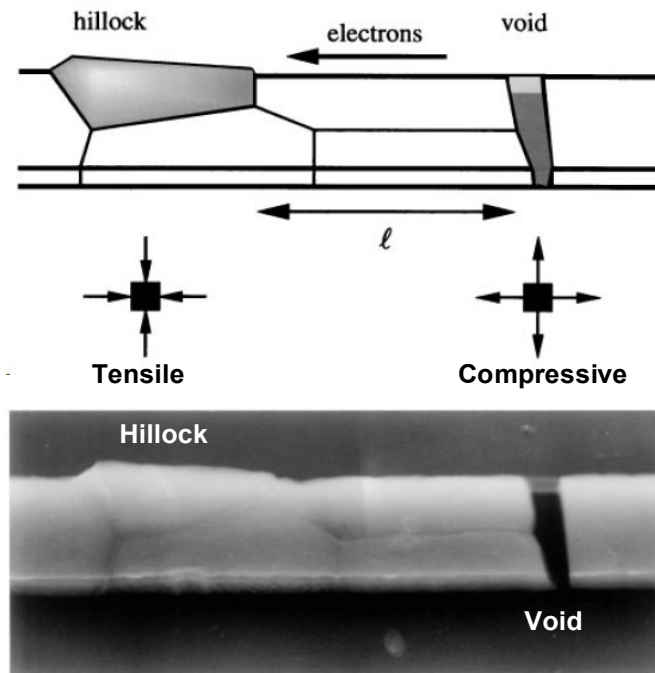 hillock
electrons
void
ℓ
Tensile
Compressive
Hillock
Void